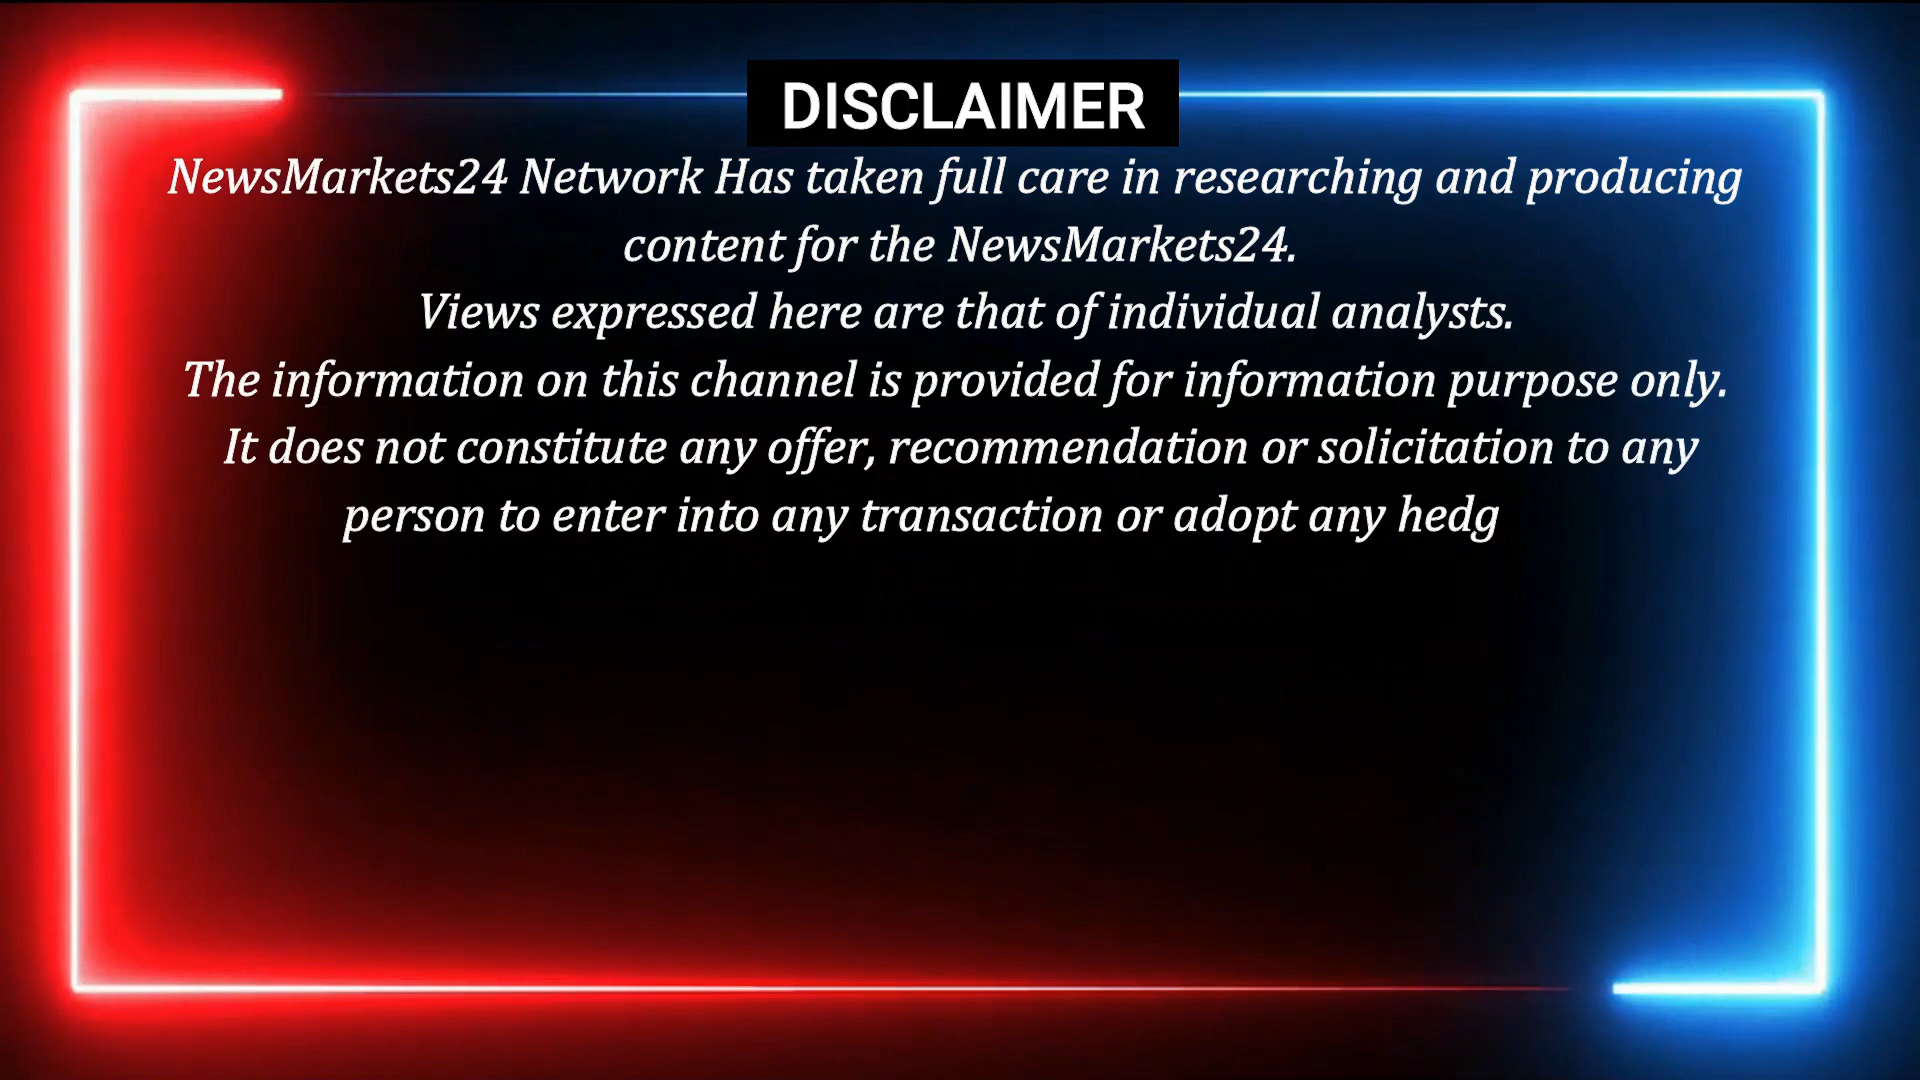 DISCLAIMER
NewsMarkets24 Network Has taken full care in researching and producing
content for the NewsMarkets24.
Views expressed here are that of individual analysts.
The information on this channel is provided for information purpose only.
It does not constitute any offer, recommendation or solicitation to any
person to enter into any transaction or adopt any hedg